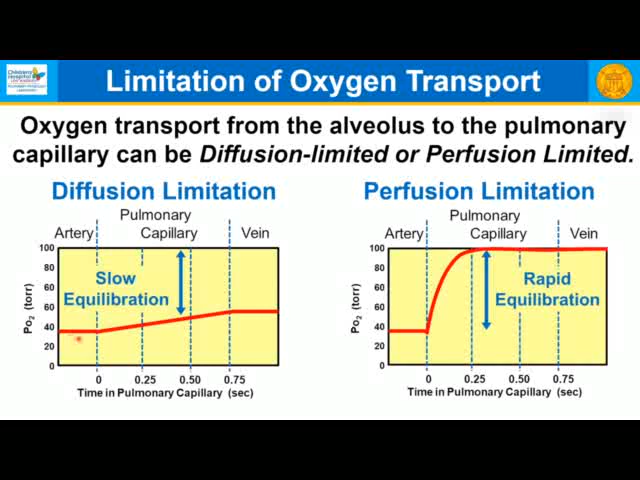 Childrens
Hospital
Limitation of Oxygen Transport
Oxygen transport from the alveolus to the pulmonary
capillary can be Diffusion-limited or Perfusion Limited.
Diffusion Limitation
Pulmonary
Artery Capillary Vein
100
80
60
40
20
0
Po2 (torr)
Slow
Equilibration
0 0.25 0.50 0.75
Time in Pulmonary Capillary (sec)
Perfusion Limitation
Pulmonary
Artery Capillary Vein
100
80
60
40
20
0
Po2 (torr)
Rapid
Equilibration
0 0.25 0.50 0.75
Time in Pulmonary Capillary (sec)